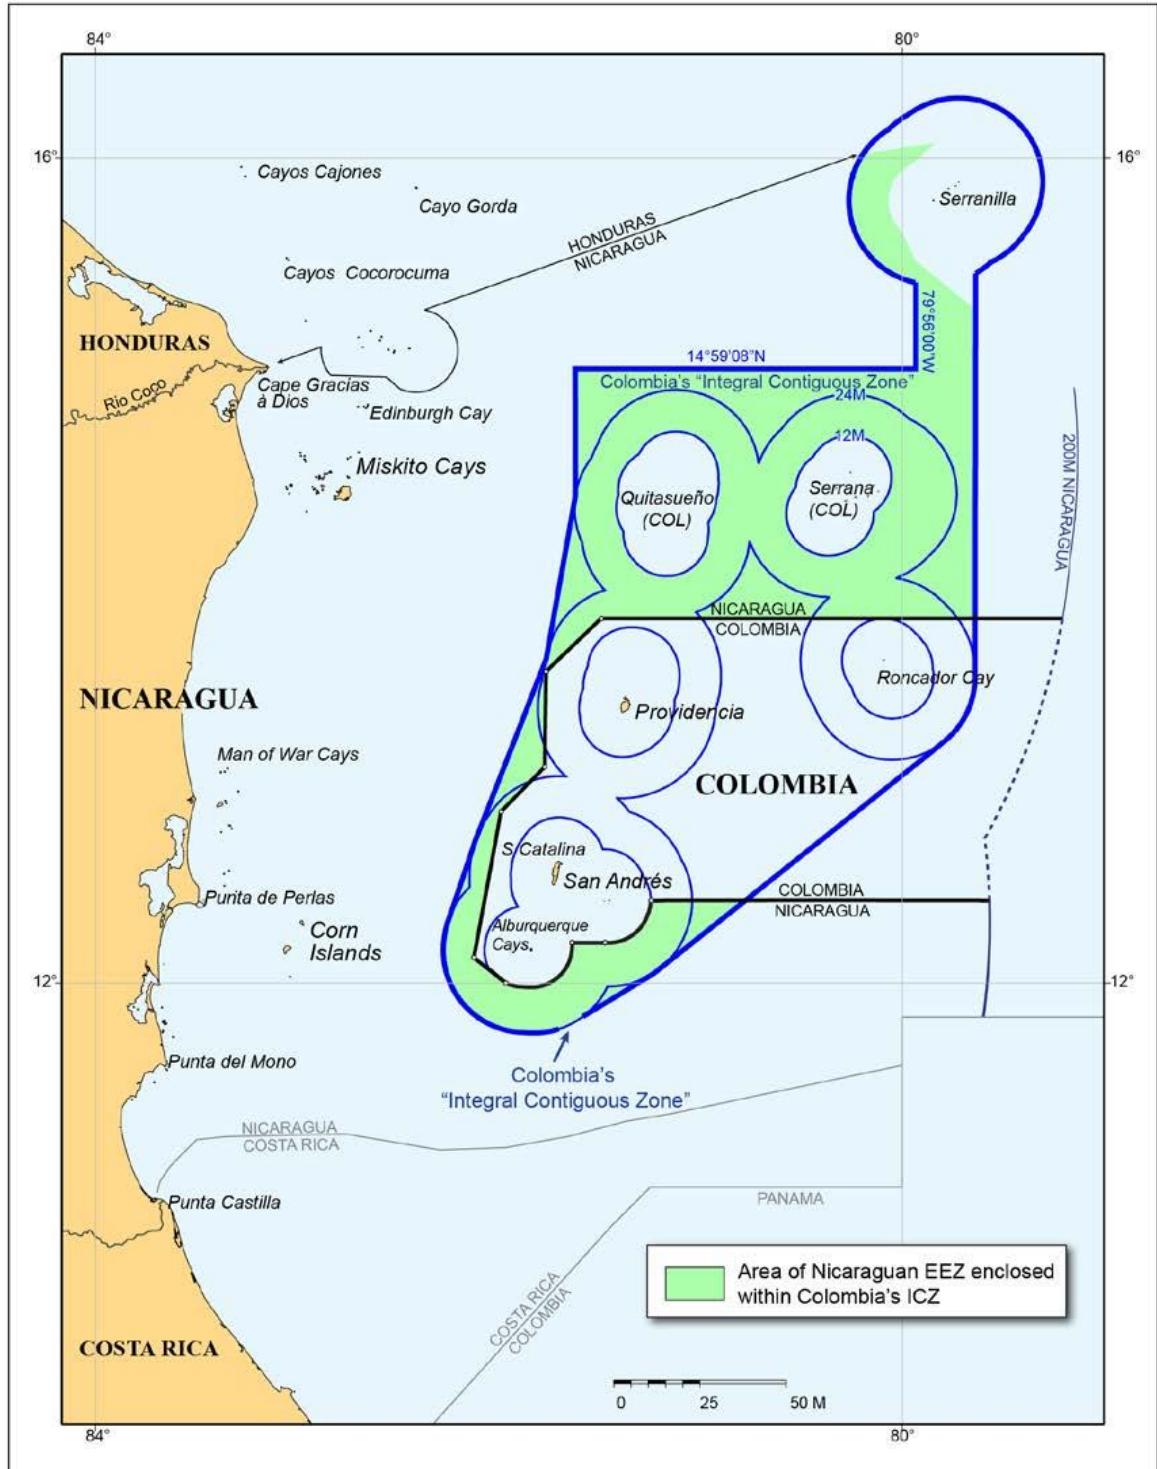 84°
80°
16°
16°
Cayos Cajones
Cayo Gorda
Serranilla
HONDURAS
NICARAGUA
Cayos Cocorocuma
79°56'00"W
HONDURAS
14°59'08"N
Colombia's "Integral Contiguous Zone"
24M
Cape Gracias
à Dios
Rio Coco
Edinburgh Cay
12M
200M NICARAGUA
Miskito Cays
Quitasueño
(COL)
Serrana
(COL)
NICARAGUA
COLOMBIA
Roncador Cay
NICARAGUA
Providencia
Man of War Cays
COLOMBIA
S.Catalina
San Andrés
COLOMBIA
NICARAGUA
Punta de Perlas
Corn
Islands
Alburquerque
Cays.
12°
12°
Punta del Mono
Colombia's
"Integral Contiguous Zone"
NICARAGUA
COSTA RICA
Punta Castilla
PANAMA
Area of Nicaraguan EEZ enclosed
within Colombia's ICZ
COSTA RICA
COLOMBIA
COSTA RICA
0 25 50 M
84°
80°